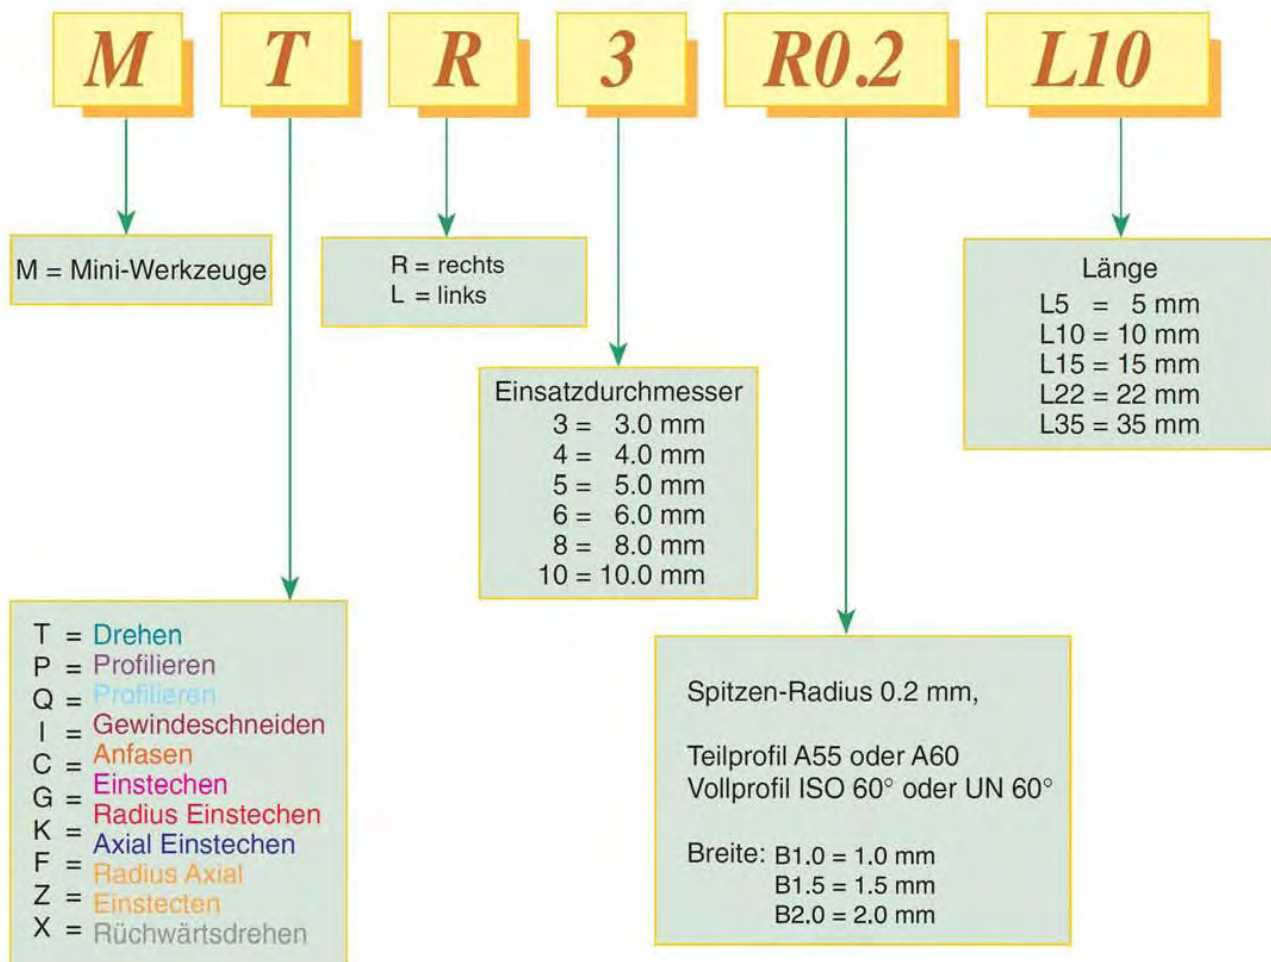 M T R 3 R0.2 L10
M = Mini-Werkzeuge
R = rechts
L = links
Länge
L5 = 5 mm
L10 = 10 mm
L15 = 15 mm
L22 = 22 mm
L35 = 35 mm
Einsatzdurchmesser
3 = 3.0 mm
4 = 4.0 mm
5 = 5.0 mm
6 = 6.0 mm
8 = 8.0 mm
10 = 10.0 mm
T = Drehen
P = Profilieren
Q = Profilieren
I = Gewindeschneiden
C = Anfasen
G = Einstechen
K = Radius Einstechen
F = Axial Einstechen
Z = Radius Axial
Einstecten
X = Rüchwärtsdrehen
Spitzen-Radius 0.2 mm,
Teilprofil A55 oder A60
Vollprofil ISO 60° oder UN 60°
Breite: B1.0 = 1.0 mm
B1.5 = 1.5 mm
B2.0 = 2.0 mm